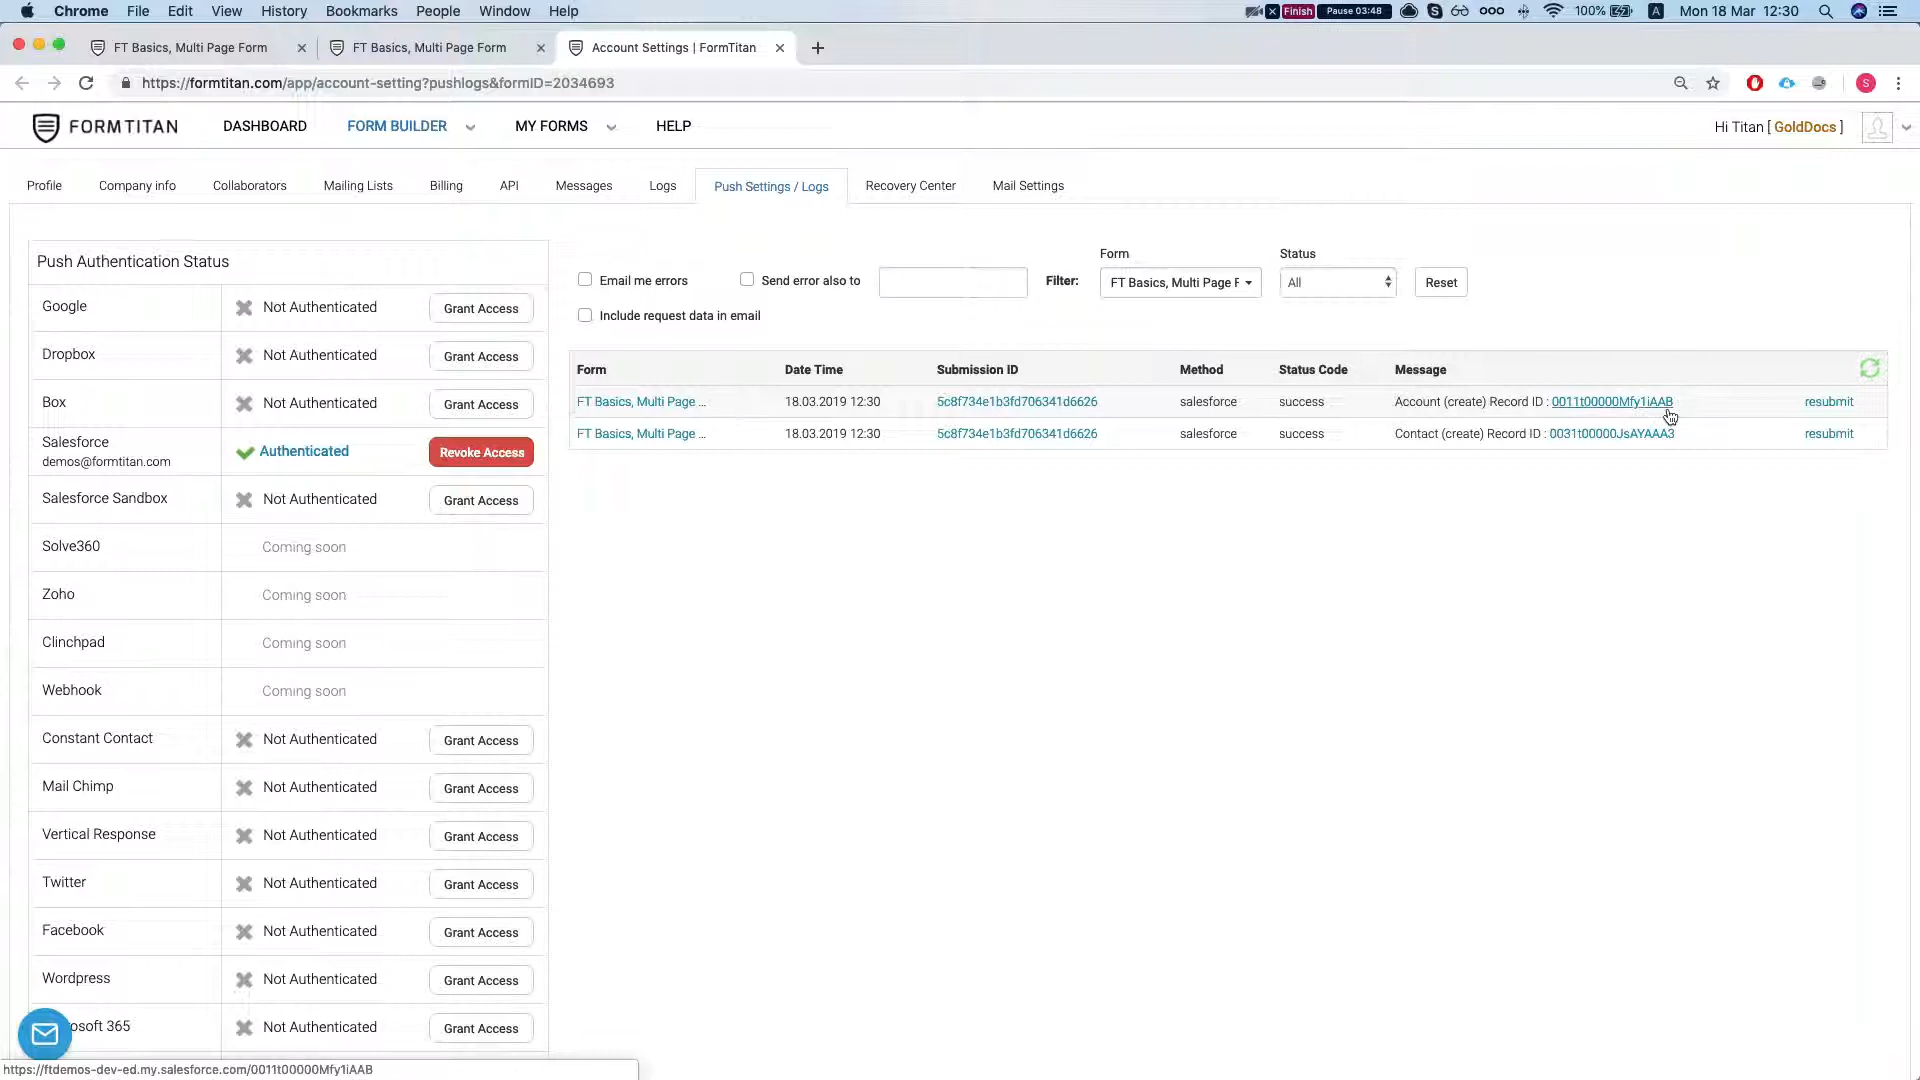 Chrome File Edit View History Bookmarks People Window Help Finish Pause 03:48 100% A Mon 18 Mar 12:30
FT Basics, Multi Page Form FT Basics, Multi Page Form Account Settings | FormTitan
https://formtitan.com/app/account-setting?pushlogs&formID=2034693 S
FORMTITAN DASHBOARD FORM BUILDER MY FORMS HELP Hi Titan [ GoldDocs ]
Profile Company info Collaborators Mailing Lists Billing API Messages Logs Push Settings / Logs Recovery Center Mail Settings
Push Authentication Status
Google Not Authenticated Grant Access
Dropbox Not Authenticated Grant Access
Box Not Authenticated Grant Access
Salesforce
demos@formtitan.com Authenticated Revoke Access
Salesforce Sandbox Not Authenticated Grant Access
Solve360 Coming soon
Zoho Coming soon
Clinchpad Coming soon
Webhook Coming soon
Constant Contact Not Authenticated Grant Access
Mail Chimp Not Authenticated Grant Access
Vertical Response Not Authenticated Grant Access
Twitter Not Authenticated Grant Access
Facebook Not Authenticated Grant Access
Wordpress Not Authenticated Grant Access
osoft 365 Not Authenticated Grant Access
Form Status
Email me errors Send error also to Filter: FT Basics, Multi Page F All Reset
Include request data in email
Form Date Time Submission ID Method Status Code Message
FT Basics, Multi Page ... 18.03.2019 12:30 5c8f734e1b3fd706341d6626 salesforce success Account (create) Record ID : 0011t00000Mfy1iAAB resubmit
FT Basics, Multi Page ... 18.03.2019 12:30 5c8f734e1b3fd706341d6626 salesforce success Contact (create) Record ID : 0031t00000JsAYAAA3 resubmit
https://ftdemos-dev-ed.my.salesforce.com/0011t00000Mfy1iAAB